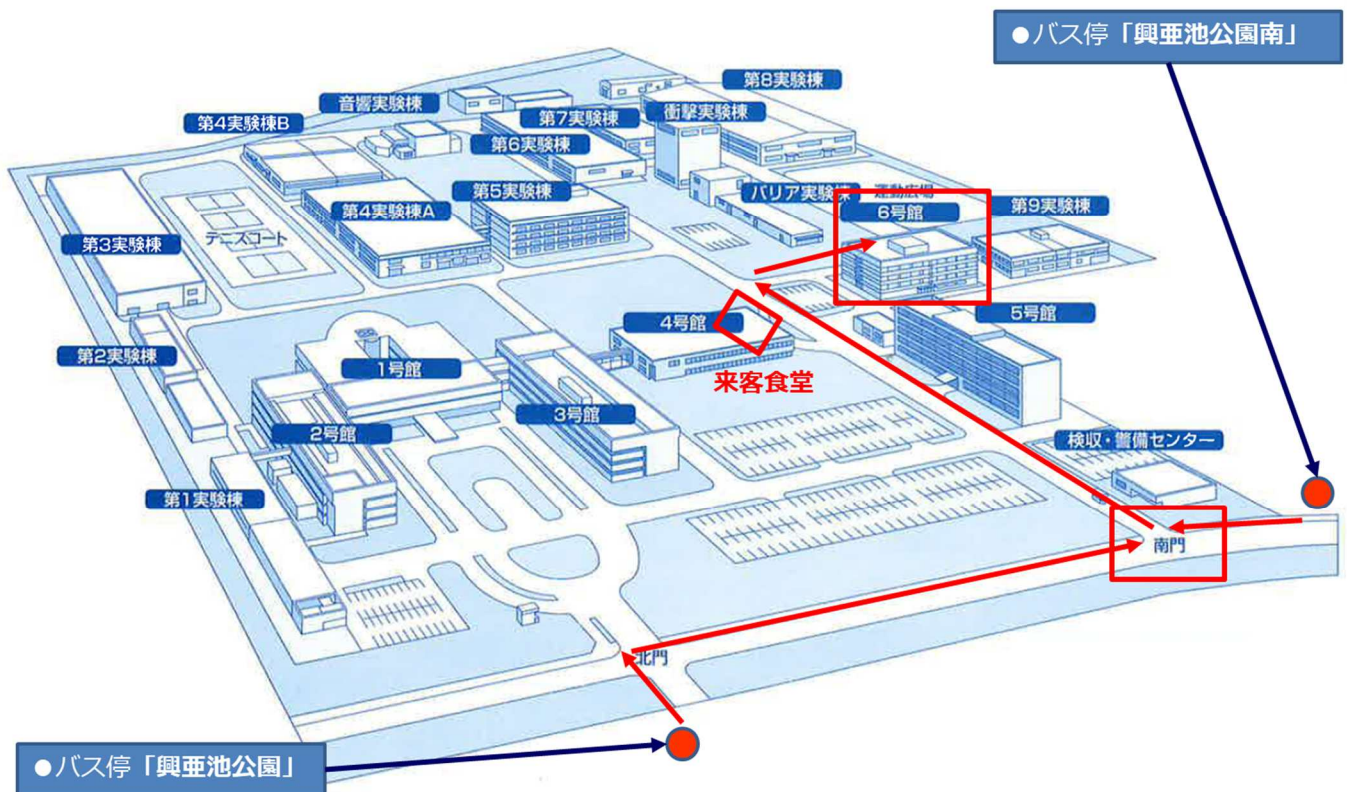 ●バス停「興亜池公園南」
第8実験棟
音響実験棟
第7実験棟
衝撃実験棟
第4実験棟B
第6実験棟
バリア実験棟
運動広場
第5実験棟
6号館
第9実験棟
第4実験棟A
テニスコート
第3実験棟
4号館
5号館
第2実験棟
1号館
来客食堂
3号館
2号館
検収・警備センター
第1実験棟
南門
北門
●バス停「興亜池公園」